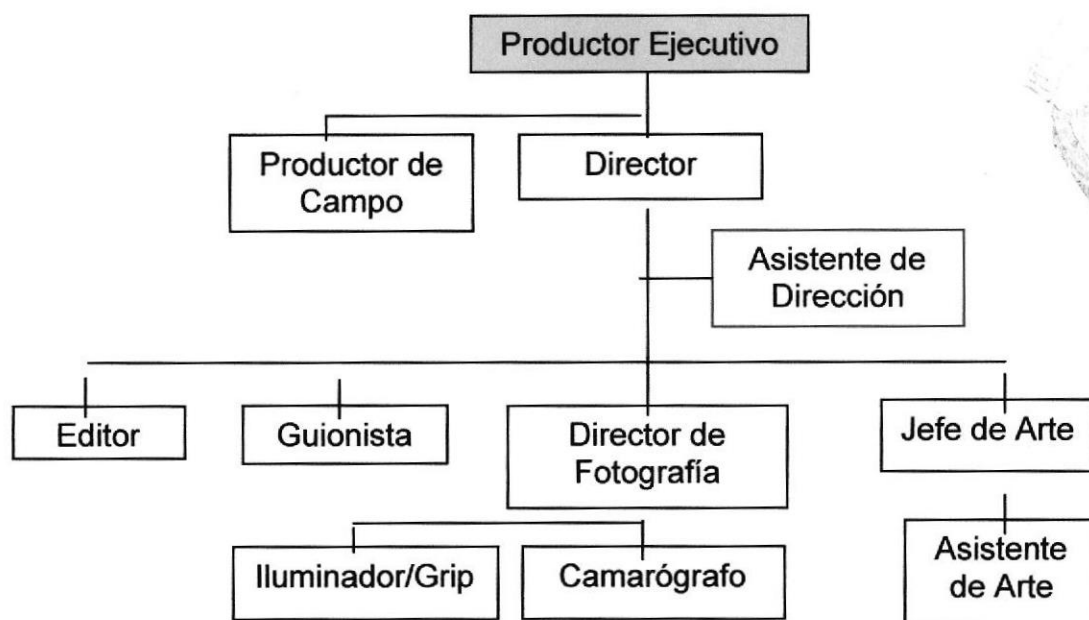 Productor Ejecutivo
Productor de
Campo
Director
Asistente de
Dirección
Editor
Guionista
Director de
Fotografía
Jefe de Arte
Iluminador/Grip
Camarógrafo
Asistente
de Arte